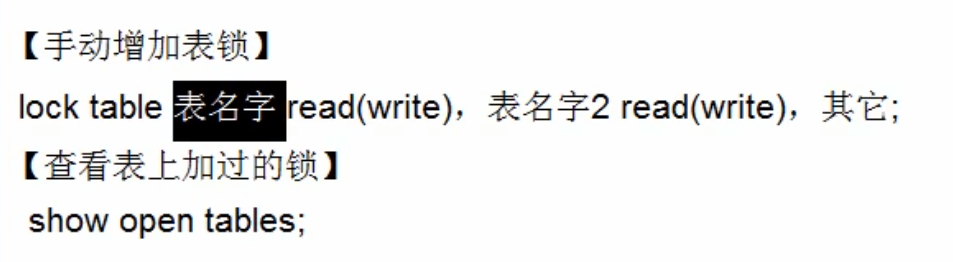 【手动增加表锁】
lock table 表名字 read(write)，表名字2 read(write)，其它;
【查看表上加过的锁】
show open tables;